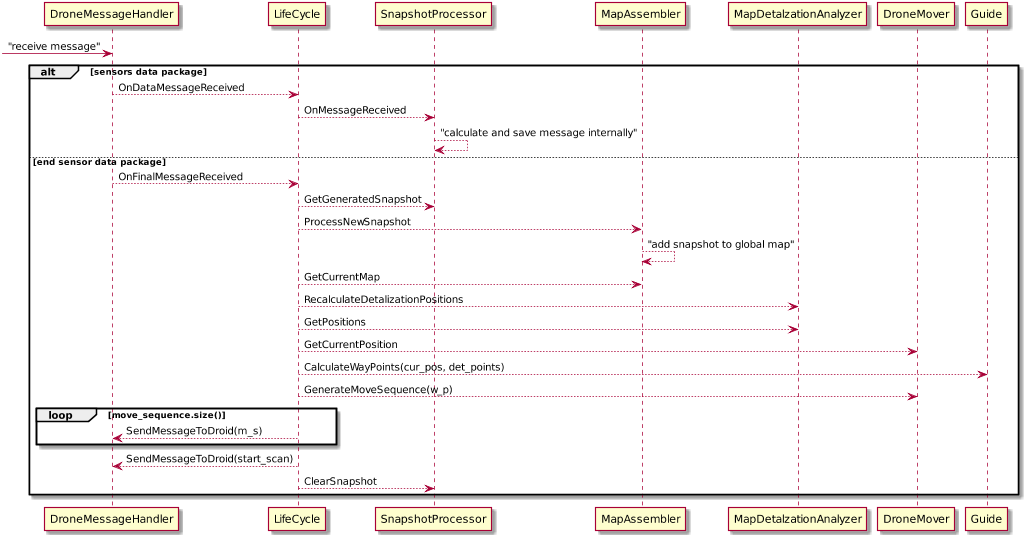 DroneMessageHandler LifeCycle SnapshotProcessor MapAssembler MapDetalzationAnalyzer DroneMover Guide
"receive message"
alt [sensors data package]
OnDataMessageReceived
OnMessageReceived
"calculate and save message internally"
[end sensor data package]
OnFinalMessageReceived
GetGeneratedSnapshot
ProcessNewSnapshot
"add snapshot to global map"
GetCurrentMap
RecalculateDetalizationPositions
GetPositions
GetCurrentPosition
CalculateWayPoints(cur_pos, det_points)
GenerateMoveSequence(w_p)
loop [move_sequence.size()]
SendMessageToDroid(m_s)
SendMessageToDroid(start_scan)
ClearSnapshot
DroneMessageHandler LifeCycle SnapshotProcessor MapAssembler MapDetalzationAnalyzer DroneMover Guide